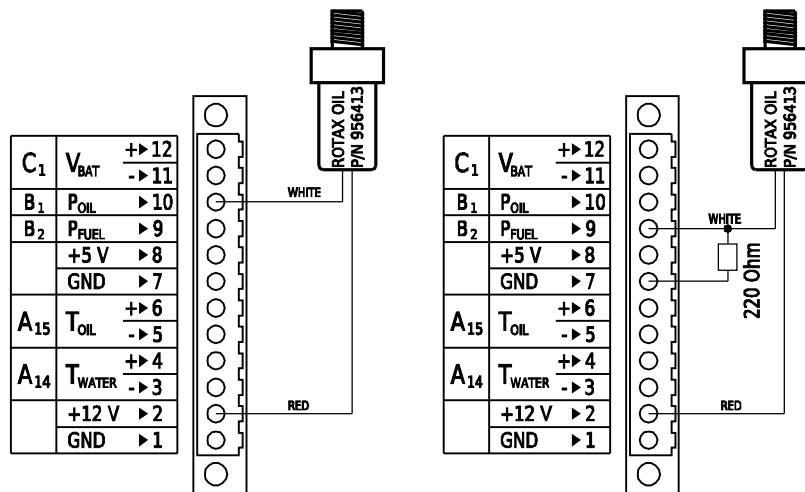 ROTAX OIL
P/N 956413
C1 VBAT +▶12
-▶11
B1 POIL ▶10
B2 PFUEL ▶9
+5 V ▶8
GND ▶7
A15 TOIL +▶6
-▶5
A14 TWATER +▶4
-▶3
+12 V ▶2
GND ▶1
WHITE
RED
ROTAX OIL
P/N 956413
C1 VBAT +▶12
-▶11
B1 POIL ▶10
B2 PFUEL ▶9
+5 V ▶8
GND ▶7
A15 TOIL +▶6
-▶5
A14 TWATER +▶4
-▶3
+12 V ▶2
GND ▶1
WHITE
220 Ohm
RED